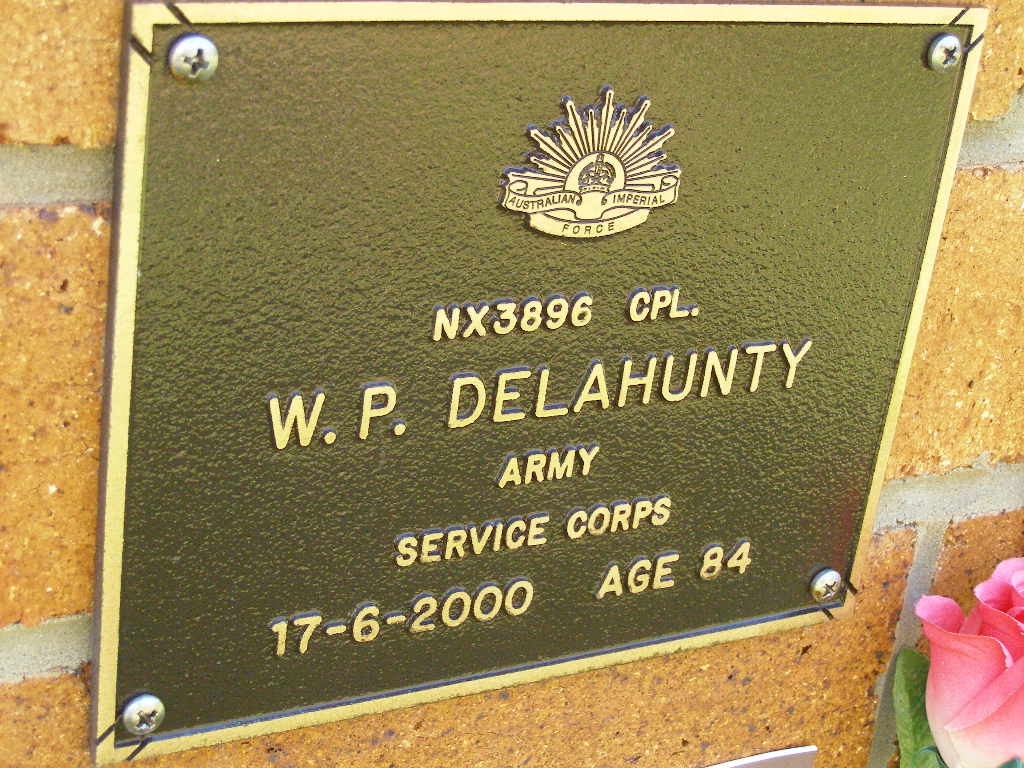 AUSTRALIAN IMPERIAL
FORCE
NX3896 CPL.
W. P. DELAHUNTY
ARMY
SERVICE CORPS
17-6-2000 AGE 84